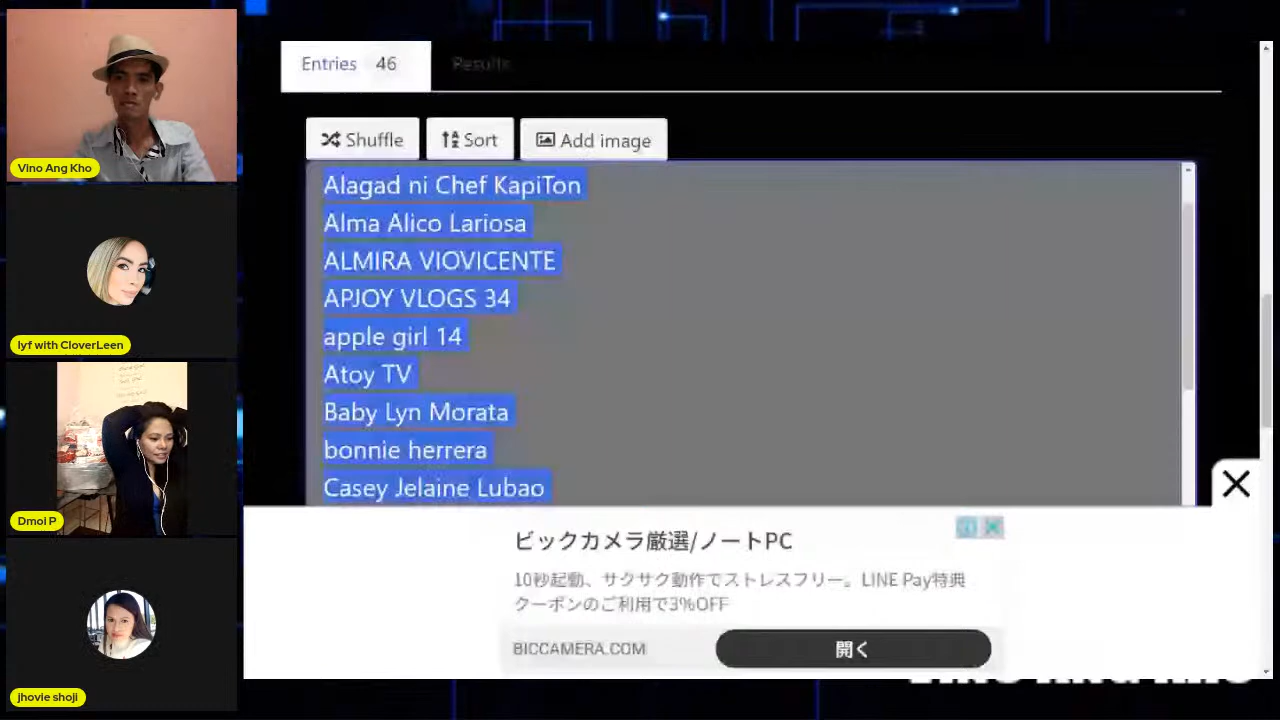 Vino Ang Kho
lyf with CloverLeen
Dmol P
jhovie shoji
Entries 46
Results
Shuffle
Sort
Add image
Alagad ni Chef KapiTon
Alma Alico Lariosa
ALMIRA VIOVICENTE
APJOY VLOGS 34
apple girl 14
Atoy TV
Baby Lyn Morata
bonnie herrera
Casey Jelaine Lubao
ビックカメラ厳選/ノートPC
10秒起動、サクサク動作でストレスフリー。LINE Pay特典
クーポンのご利用で3%OFF
BICCAMERA.COM
開く